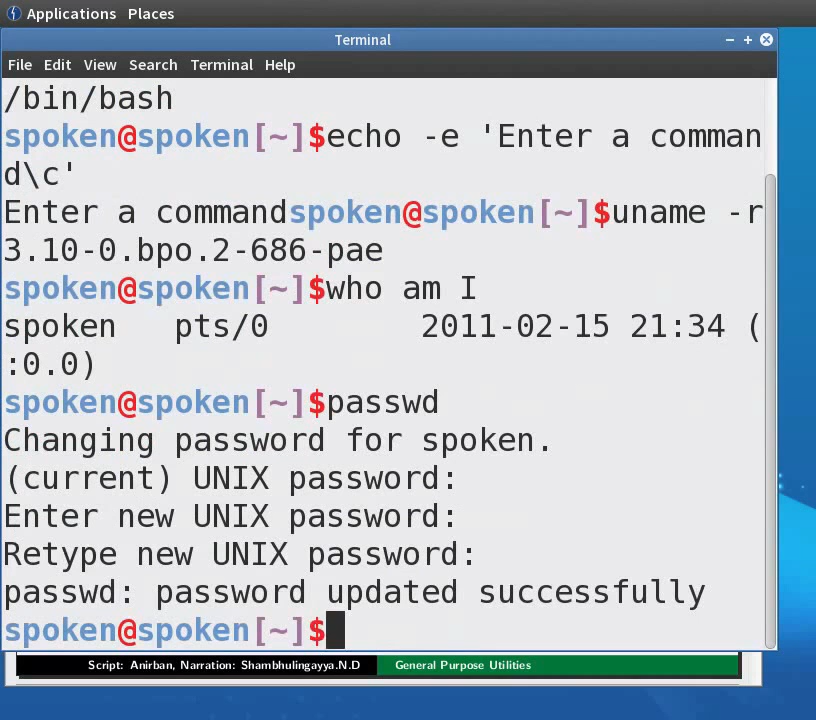 Applications Places
Terminal
File Edit View Search Terminal Help
/bin/bash
spoken@spoken[~]$echo -e 'Enter a comman
d\c'
Enter a commandspoken@spoken[~]$uname -r
3.10-0.bpo.2-686-pae
spoken@spoken[~]$who am I
spoken   pts/0        2011-02-15 21:34 (
:0.0)
spoken@spoken[~]$passwd
Changing password for spoken.
(current) UNIX password:
Enter new UNIX password:
Retype new UNIX password:
passwd: password updated successfully
spoken@spoken[~]$
Script: Anirban, Narration: Shambhulingayya.N.D General Purpose Utilities